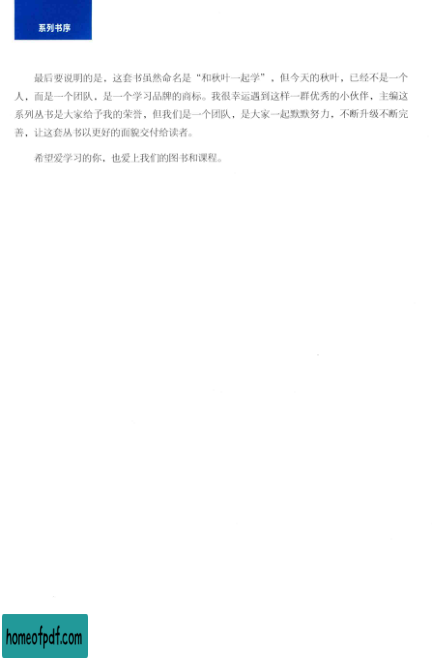 系列书序
最后要说明的是，这套书虽然命名是“和秋叶一起学”，但今天的秋叶，已经不是一个
人，而是一个团队，是一个学习品牌的商标。我很幸运遇到这样一群优秀的小伙伴，主编这
系列丛书是大家给予我的荣誉，但我们是一个团队，是大家一起默默努力，不断升级不断完
善，让这套丛书以更好的面貌交付给读者。
希望爱学习的你，也爱上我们的图书和课程。
homeofpdf.com